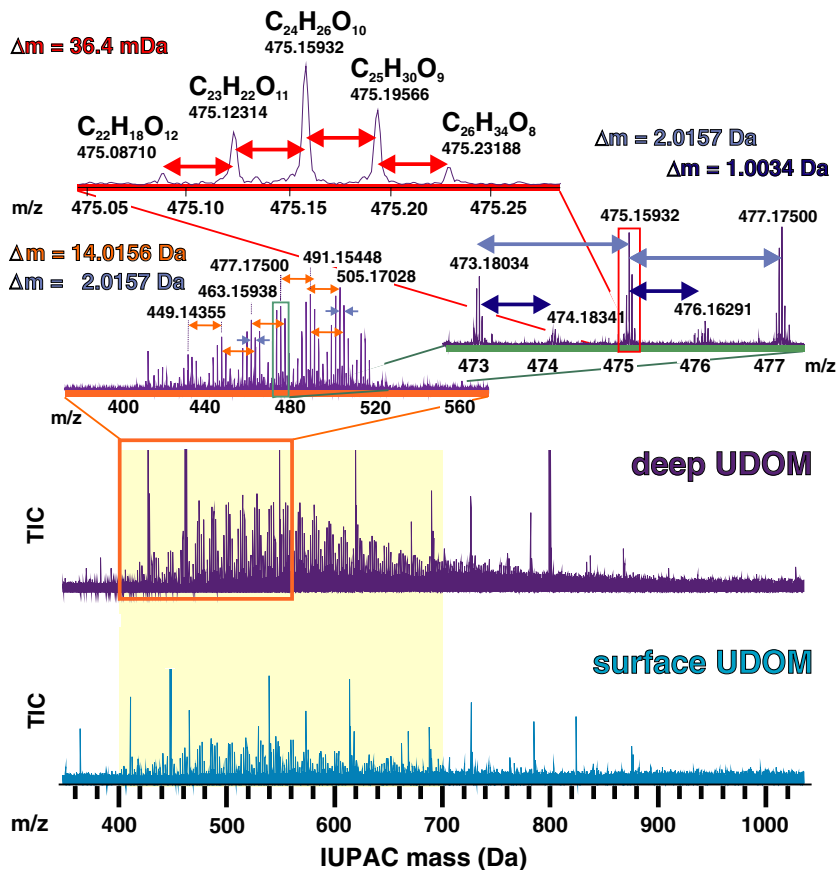 C24H26O10
475.15932
Δm = 36.4 mDa
C23H22O11
475.12314
C25H30O9
475.19566
C22H18O12
475.08710
C26H34O8
475.23188
Δm = 2.0157 Da
Δm = 1.0034 Da
m/z 475.05 475.10 475.15 475.20 475.25
475.15932 477.17500
Δm = 14.0156 Da
Δm = 2.0157 Da
477.17500 491.15448
463.15938 505.17028
449.14355
473.18034
474.18341 476.16291
473 474 475 476 477 m/z
m/z 400 440 480 520 560
deep UDOM
TIC
surface UDOM
TIC
m/z 400 500 600 700 800 900 1000
IUPAC mass (Da)